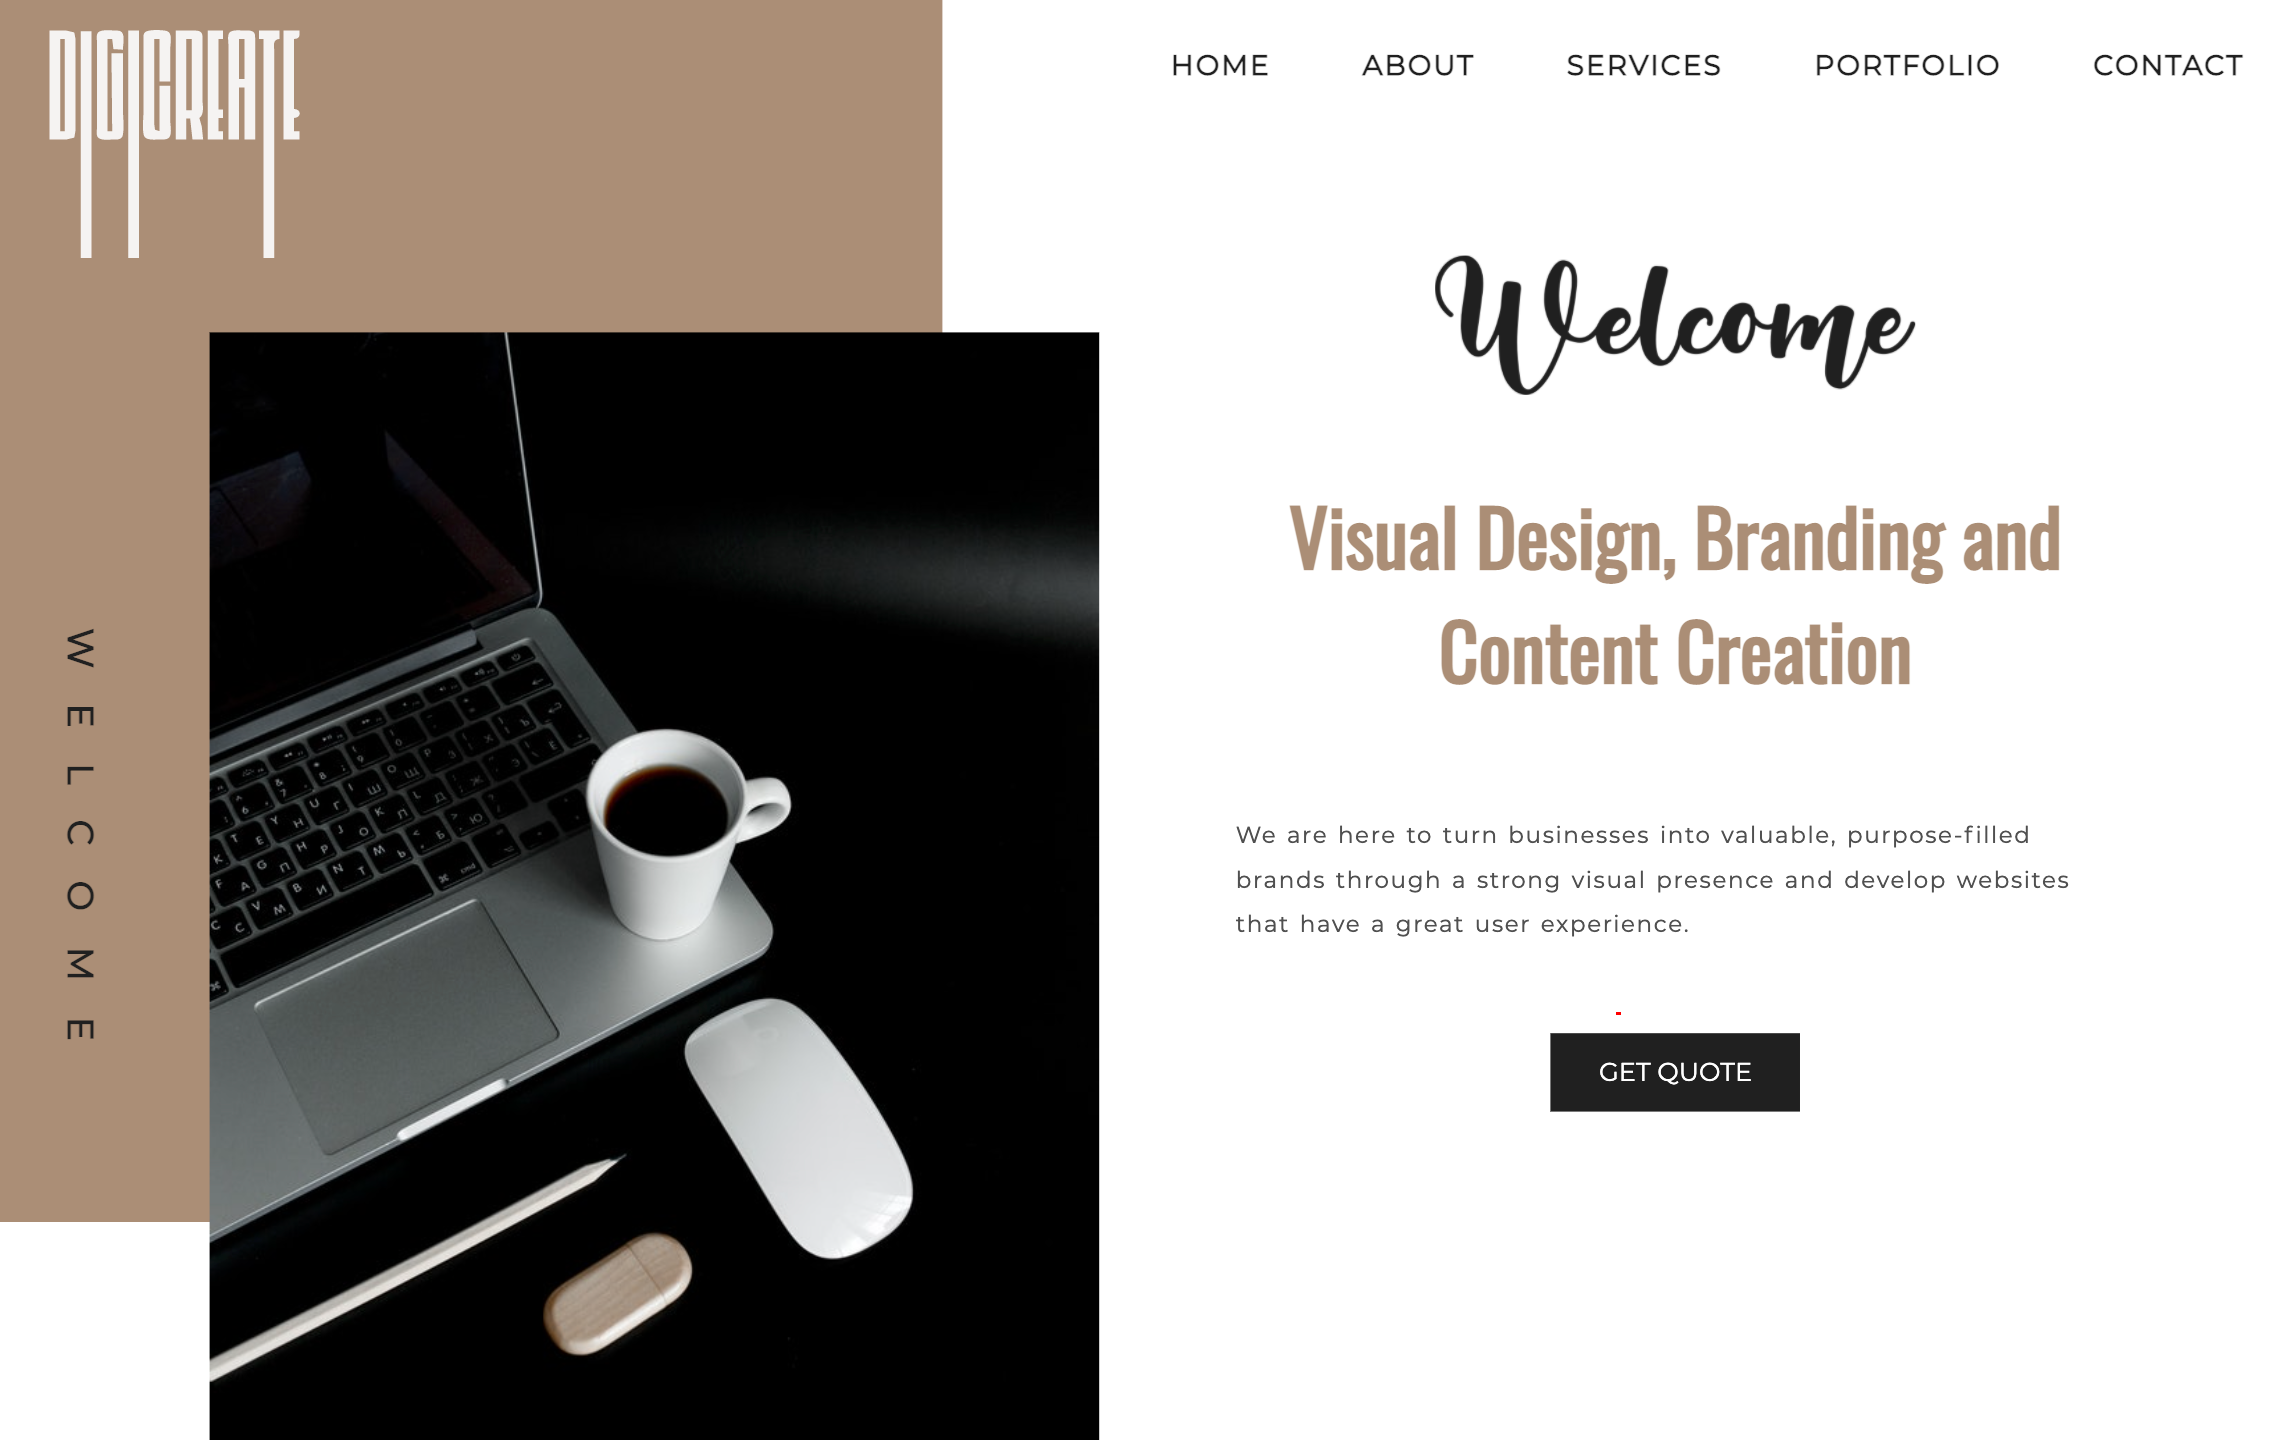 DIGICREATE
HOME ABOUT SERVICES PORTFOLIO CONTACT
Welcome
Visual Design, Branding and
Content Creation
WELCOME
We are here to turn businesses into valuable, purpose-filled
brands through a strong visual presence and develop websites
that have a great user experience.
GET QUOTE